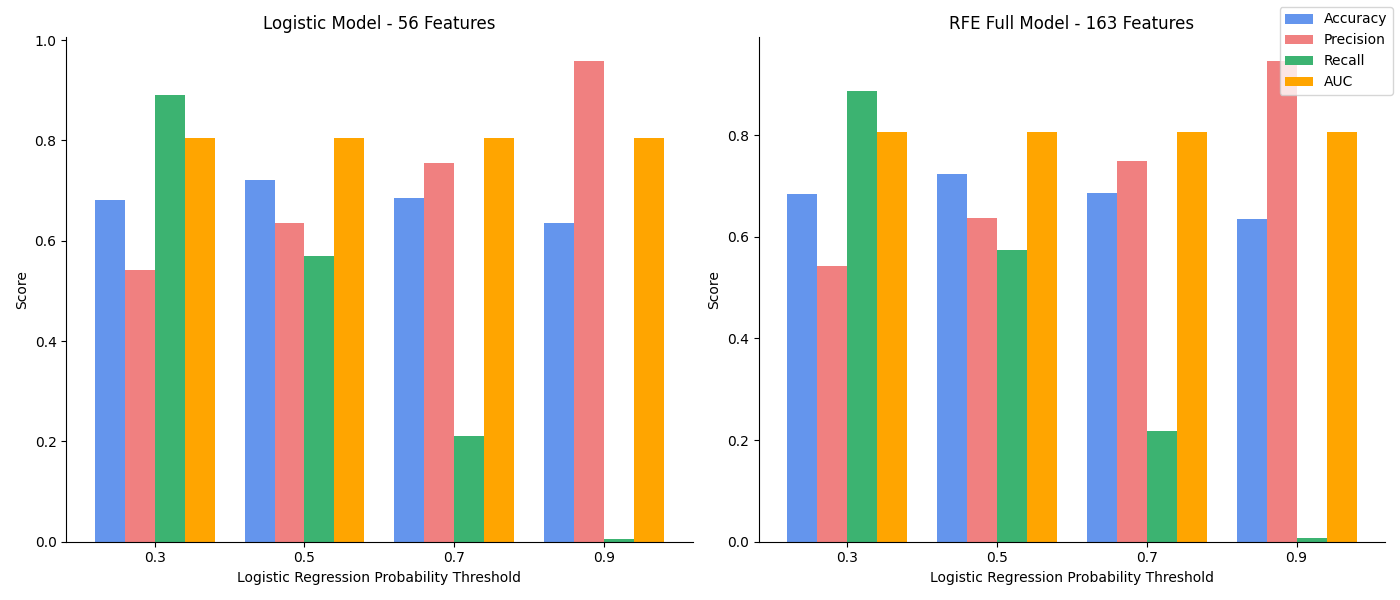 Logistic Model - 56 Features
Score
1.0
0.8
0.6
0.4
0.2
0.0
0.3
0.5
0.7
0.9
Logistic Regression Probability Threshold
RFE Full Model - 163 Features
Score
0.8
0.6
0.4
0.2
0.0
0.3
0.5
0.7
0.9
Logistic Regression Probability Threshold
Accuracy
Precision
Recall
AUC